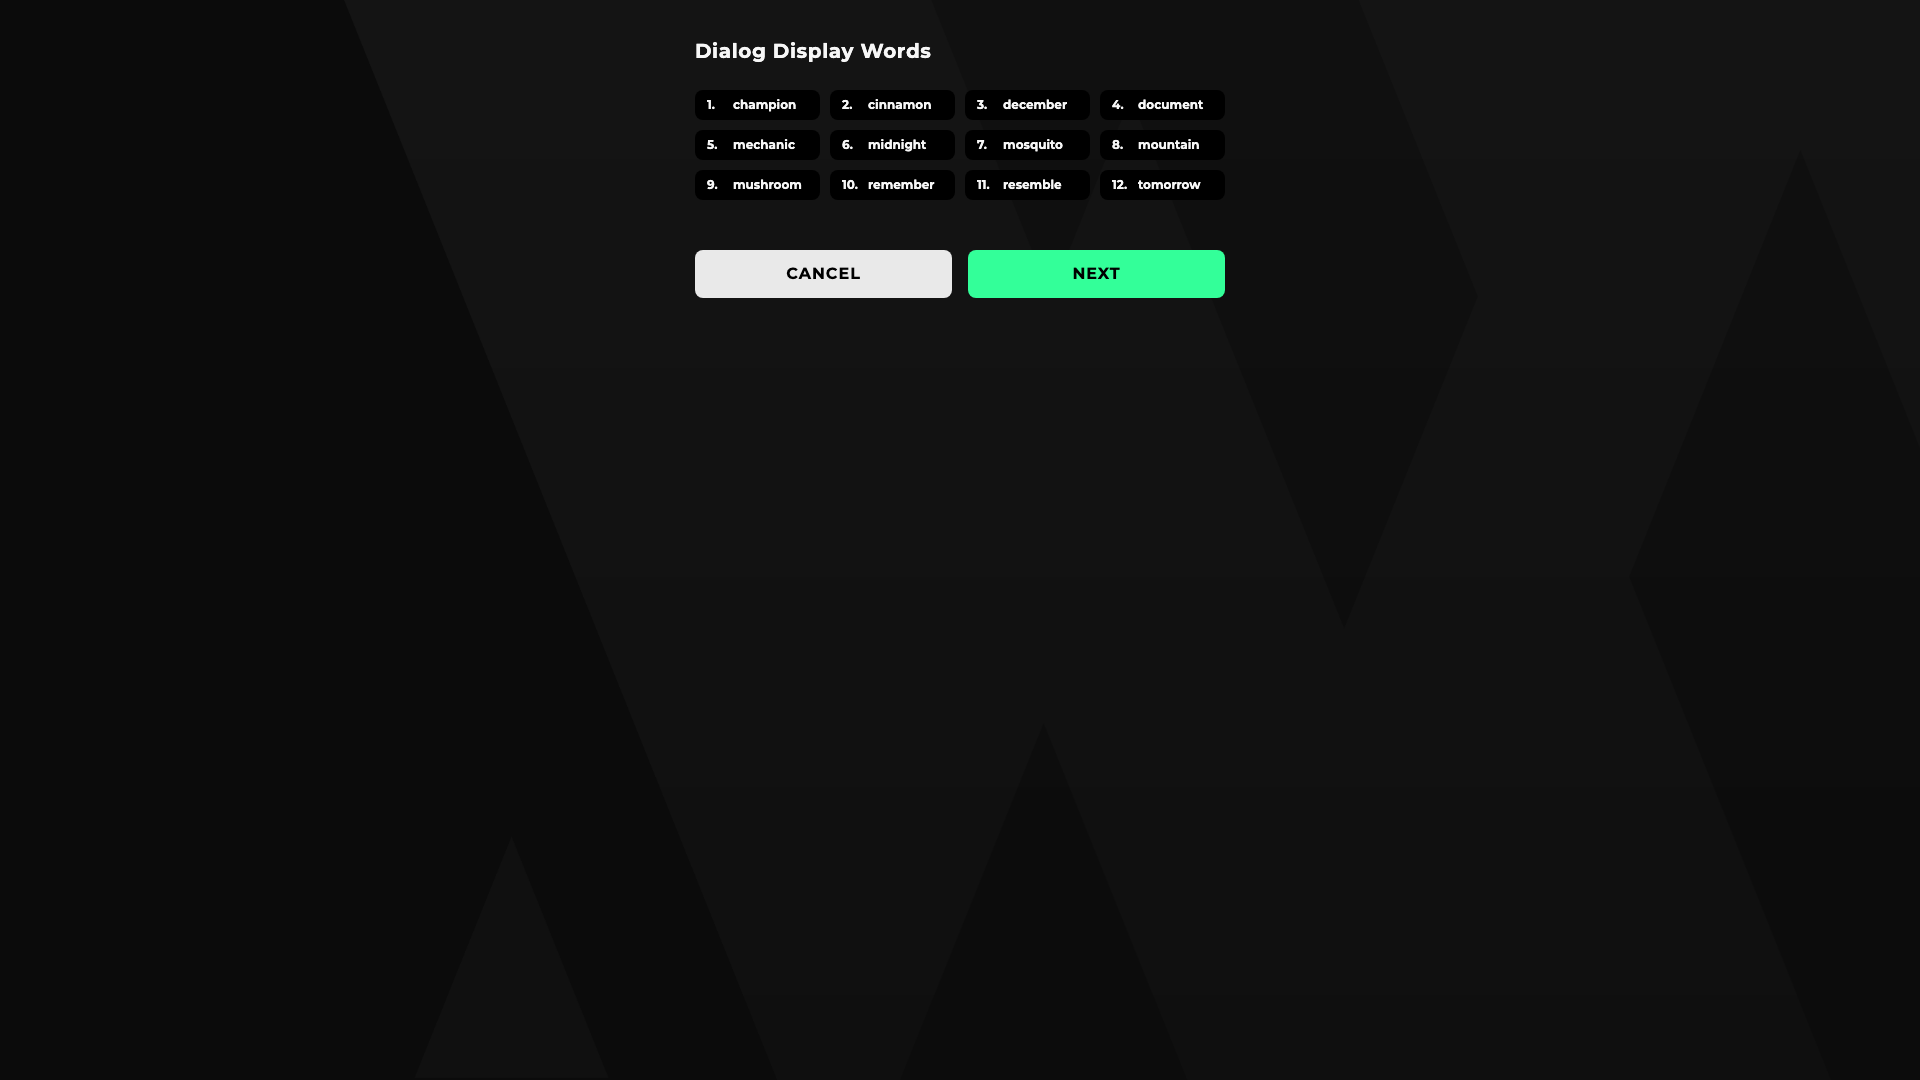 Dialog Display Words
1. champion 2. cinnamon 3. december 4. document
5. mechanic 6. midnight 7. mosquito 8. mountain
9. mushroom 10. remember 11. resemble 12. tomorrow
CANCEL NEXT